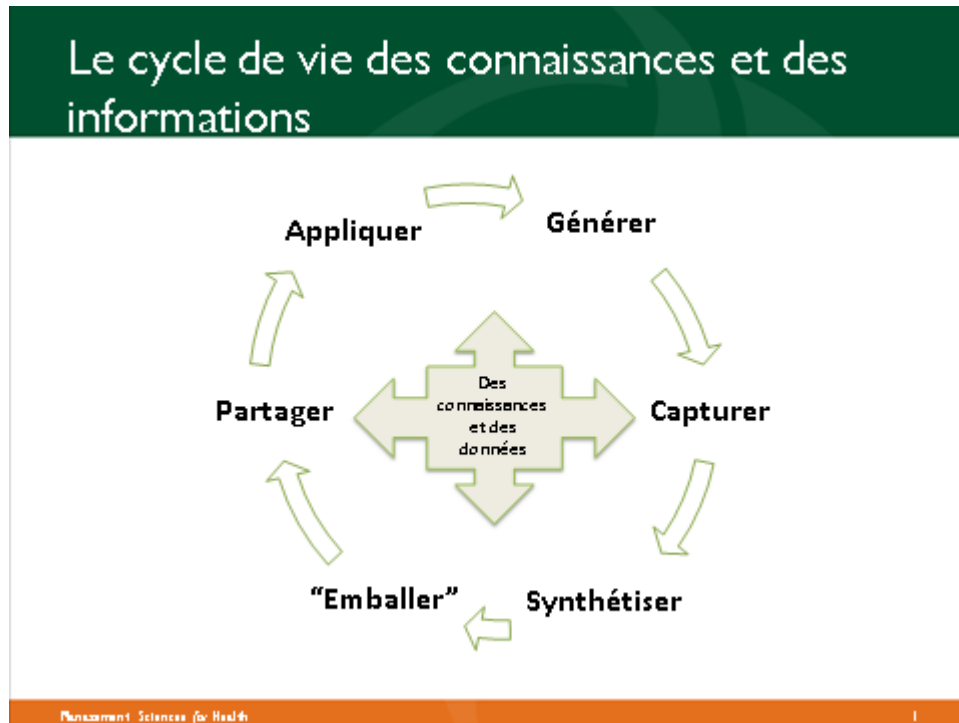 Le cycle de vie des connaissances et des
informations
Appliquer
Générer
Partager
Des
connaissances
et des
données
Capturer
“Emballer”
Synthétiser
Management Sciences for Health
1